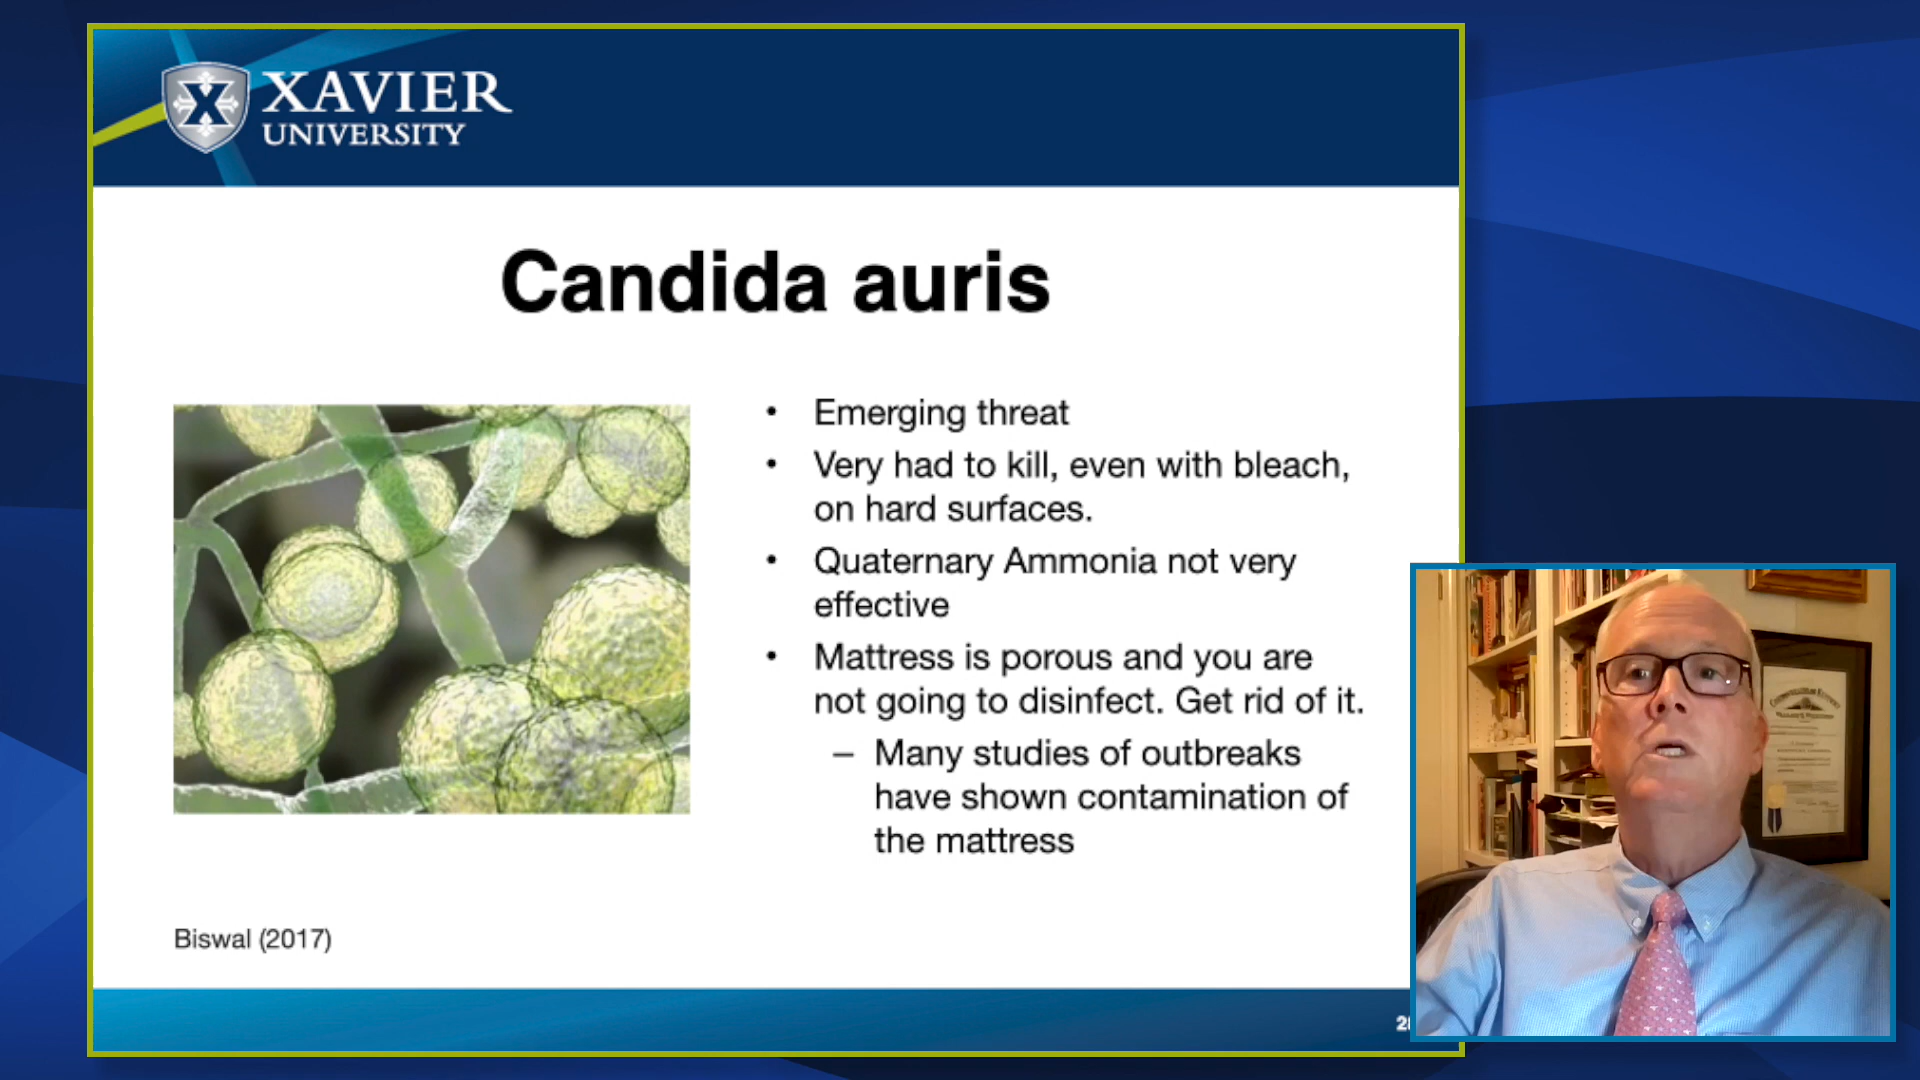 XAVIER
UNIVERSITY
Candida auris
• Emerging threat
• Very had to kill, even with bleach,
on hard surfaces.
• Quaternary Ammonia not very
effective
• Mattress is porous and you are
not going to disinfect. Get rid of it.
– Many studies of outbreaks
have shown contamination of
the mattress
Biswal (2017)